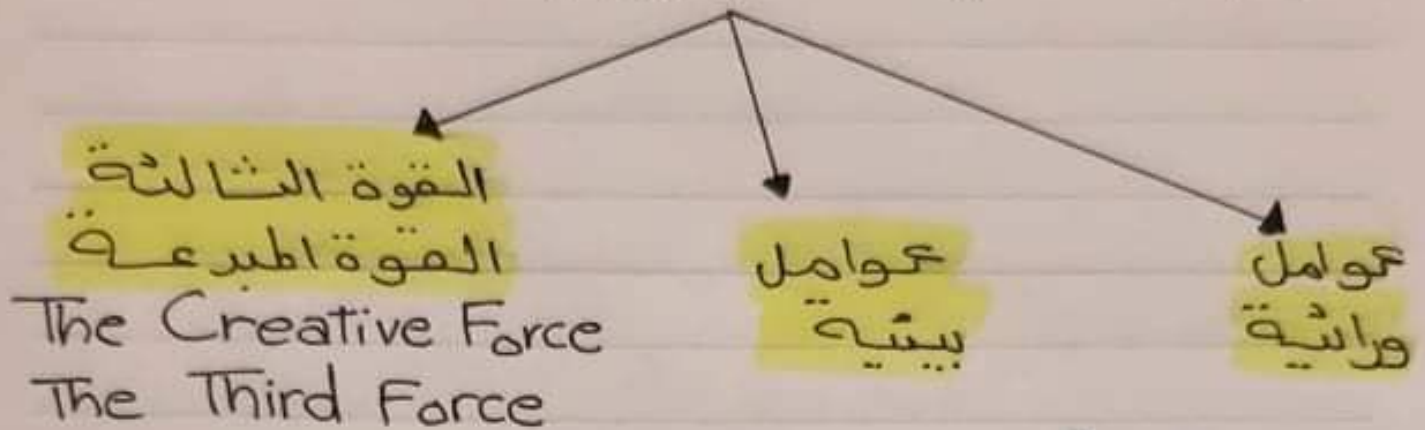 عوامل
وراثية
عوامل
بيئية
القوة الثالثة
القوة المبدعة
The Creative Force
The Third Force